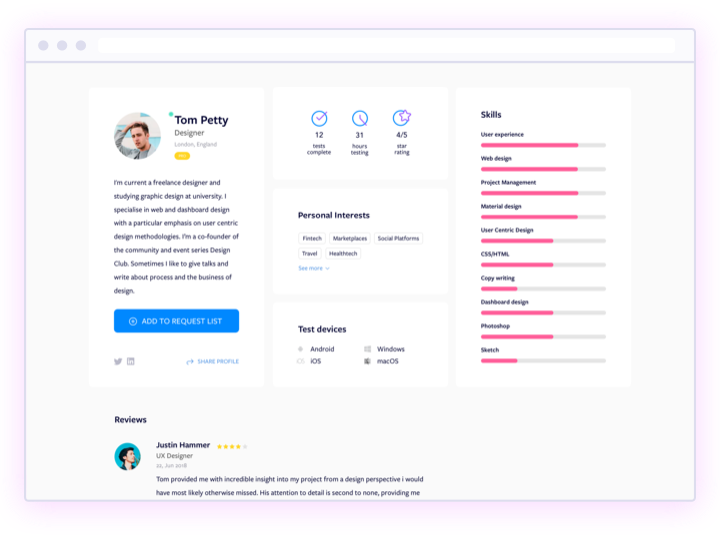 Tom Petty
Designer
London, England
I'm current a freelance designer and
studying graphic design at university. I
specialise in web and dashboard design
with a particular emphasis on user centric
design methodologies. I'm a co-founder of
the community and event series Design
Club. Sometimes I like to give talks and
write about process and the business of
design.
ADD TO REQUEST LIST
SHARE PROFILE
12 31 4/5
tests hours star
complete testing rating
Personal Interests
Fintech Marketplaces Social Platforms
Travel Healthtech
See more
Test devices
Android Windows
iOS macOS
Skills
User experience
Web design
Project Management
Material design
User Centric Design
CSS/HTML
Copy writing
Dashboard design
Photoshop
Sketch
Reviews
Justin Hammer
UX Designer
22, Jun 2018
Tom provided me with incredible insight into my project from a design perspective i would
have most likely otherwise missed. His attention to detail is second to none, providing me